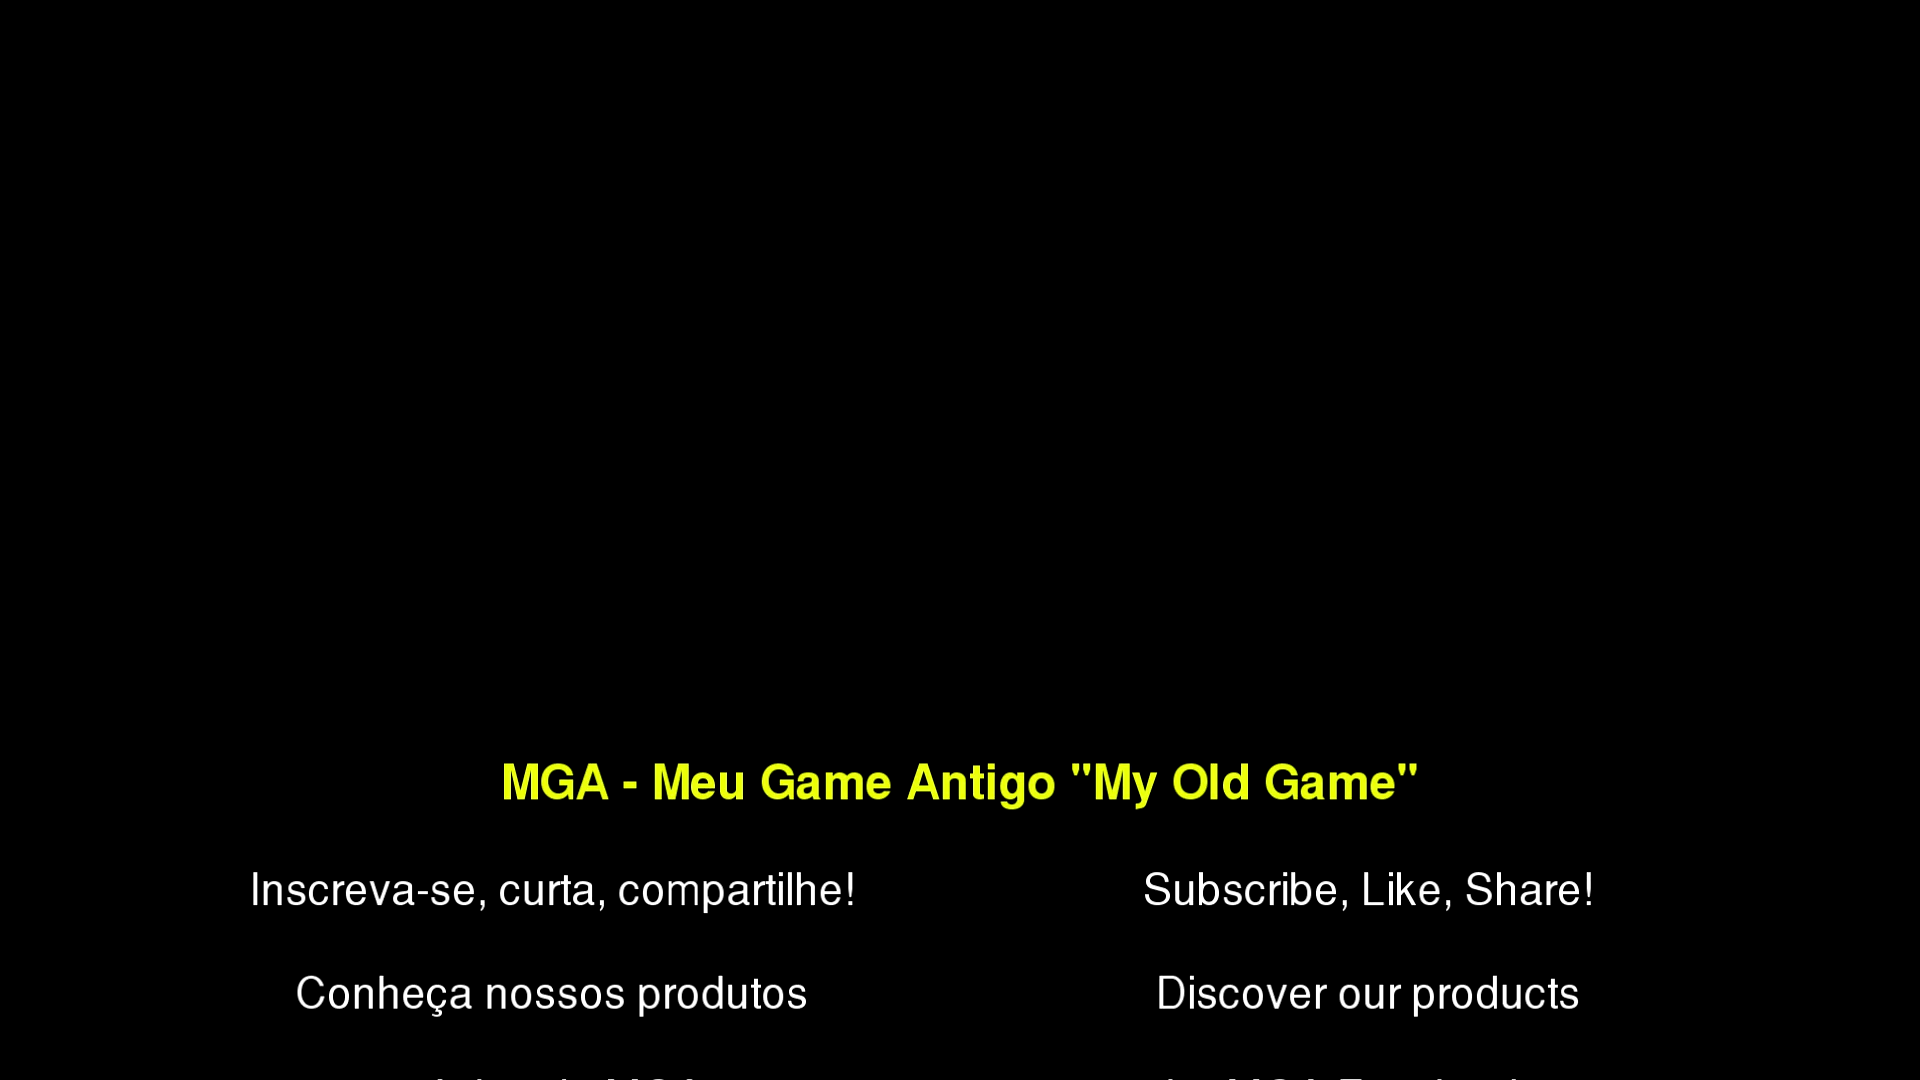 MGA - Meu Game Antigo "My Old Game"
Inscreva-se, curta, compartilhe!
Subscribe, Like, Share!
Conheça nossos produtos
Discover our products